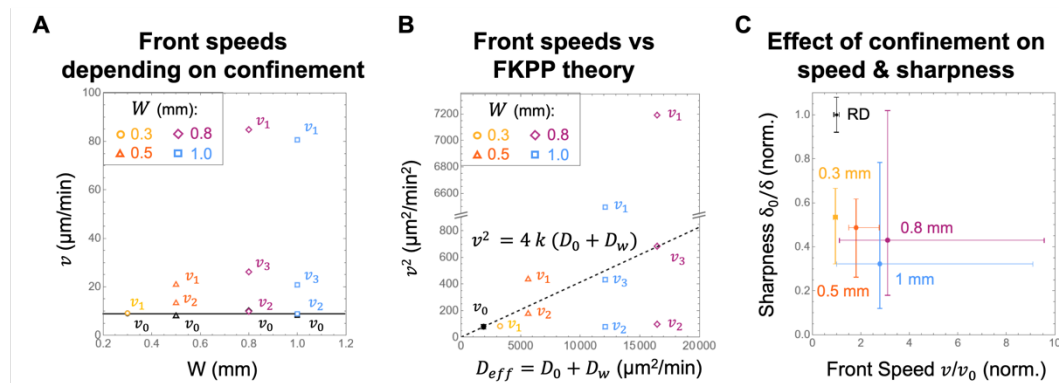 A
Front speeds
depending on confinement
W (mm):
0.3
0.8
0.5
1.0
v₁
v₁
v₃
v₁
v₃
v₁
v₂
v₂
v₂
v₀
v₀
v₀
v₀
100
80
60
40
20
0
0.2
0.4
0.6
0.8
1.0
1.2
v (μm/min)
W (mm)
B
Front speeds vs
FKPP theory
W (mm):
0.3
0.8
0.5
1.0
v₁
v₁
v² = 4 k (D₀ + D_w)
v₁
v₃
v₃
v₀
v₂
v₁
v₂
v₂
7200
7000
6800
6600
6400
800
600
400
200
0
0
5000
10000
15000
20000
v² (μm²/min²)
D_eff = D₀ + D_w (μm²/min)
C
Effect of confinement on
speed & sharpness
RD
0.3 mm
0.8 mm
0.5 mm
1 mm
1.0
0.8
0.6
0.4
0.2
0.0
0
2
4
6
8
10
Sharpness δ₀/δ (norm.)
Front Speed v/v₀ (norm.)